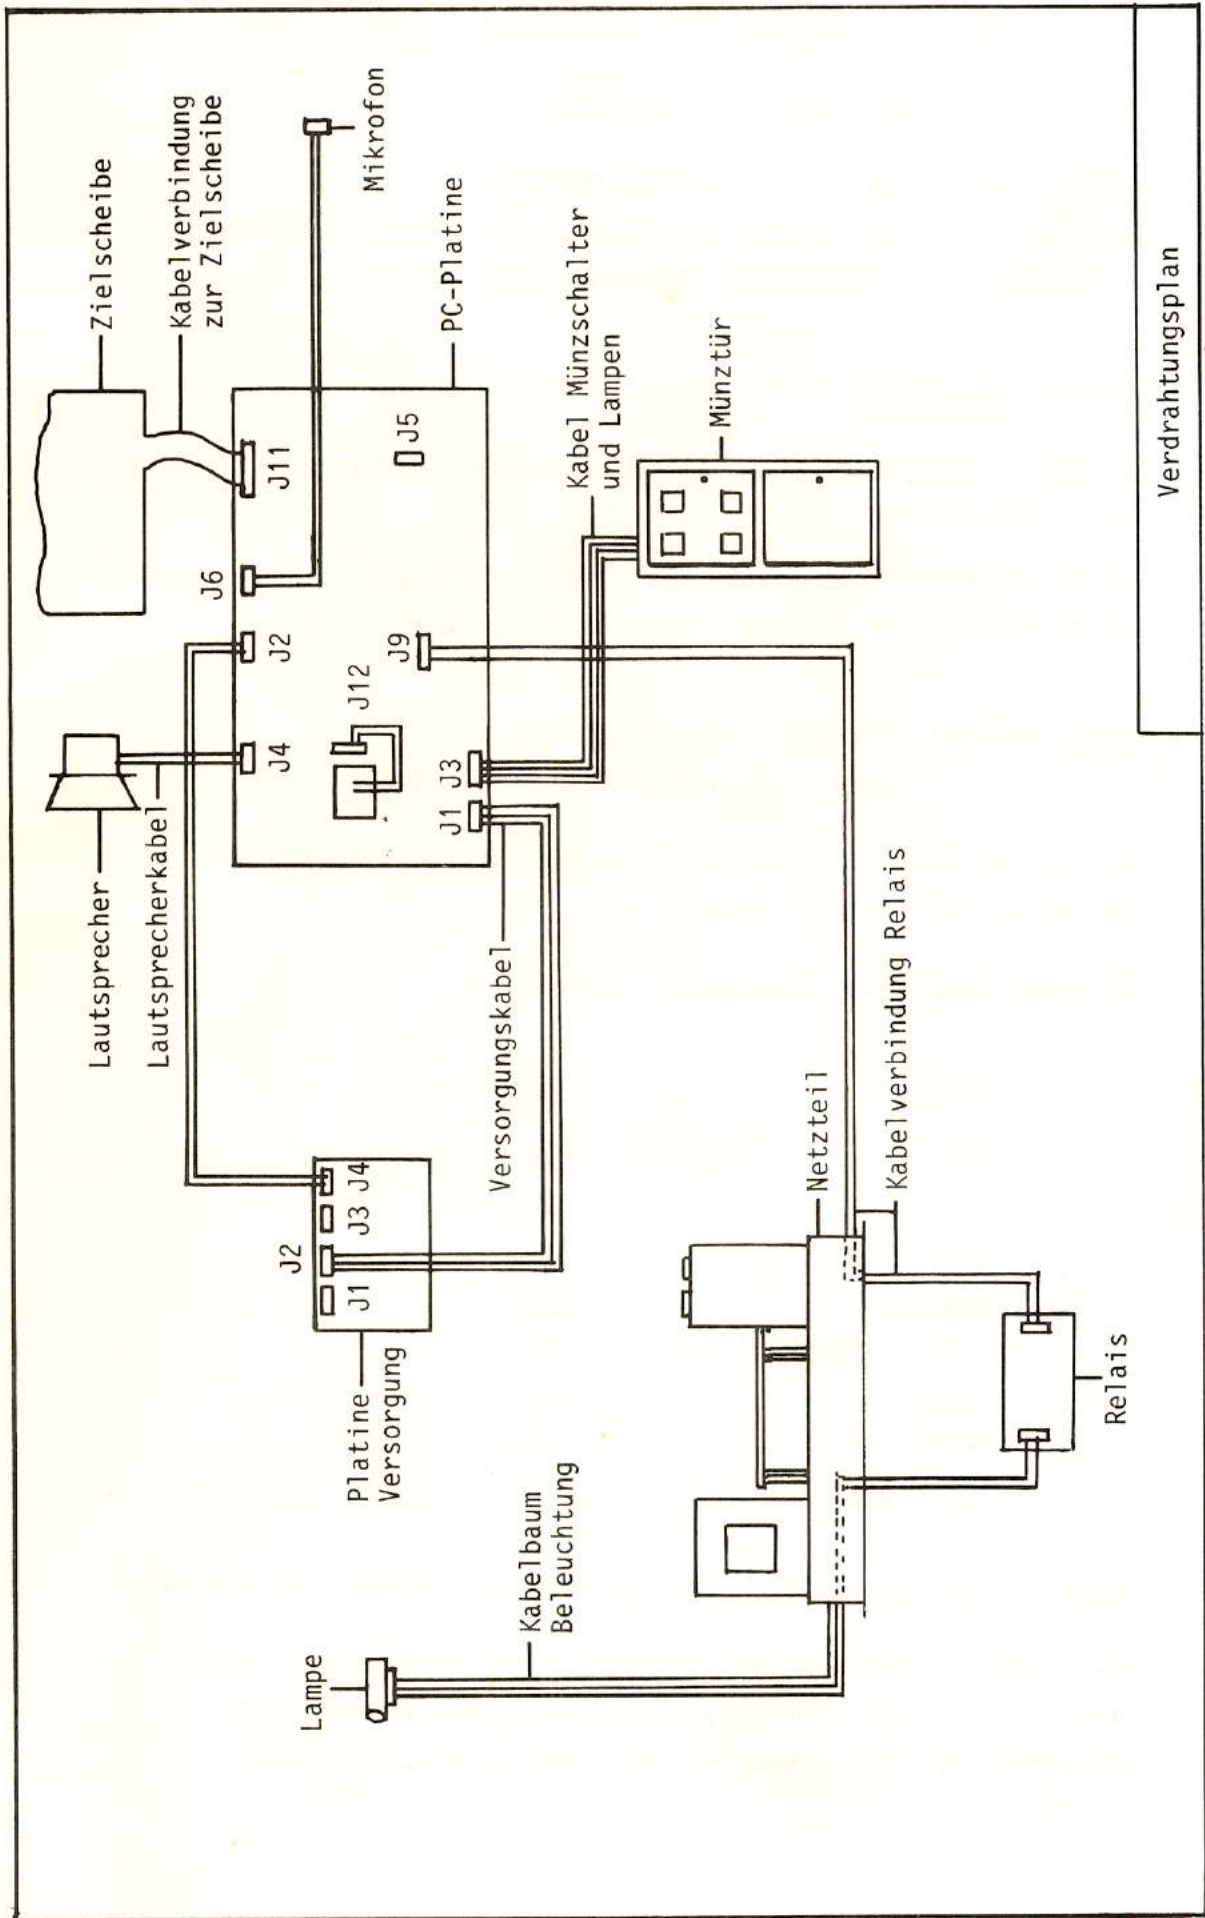 Zielscheibe
Kabelverbindung
zur Zielscheibe
Mikrofon
Lautsprecher
Lautsprecherkabel
J4
J2
J6
J11
J12
J5
J9
J1
J3
PC-Platine
Kabel Münzschalter
und Lampen
Münztür
Versorgungskabel
J2
J1
J3
J4
Platine
Versorgung
Lampe
Kabelbaum
Beleuchtung
Netzteil
Kabelverbindung Relais
Relais
Verdrahtungsplan